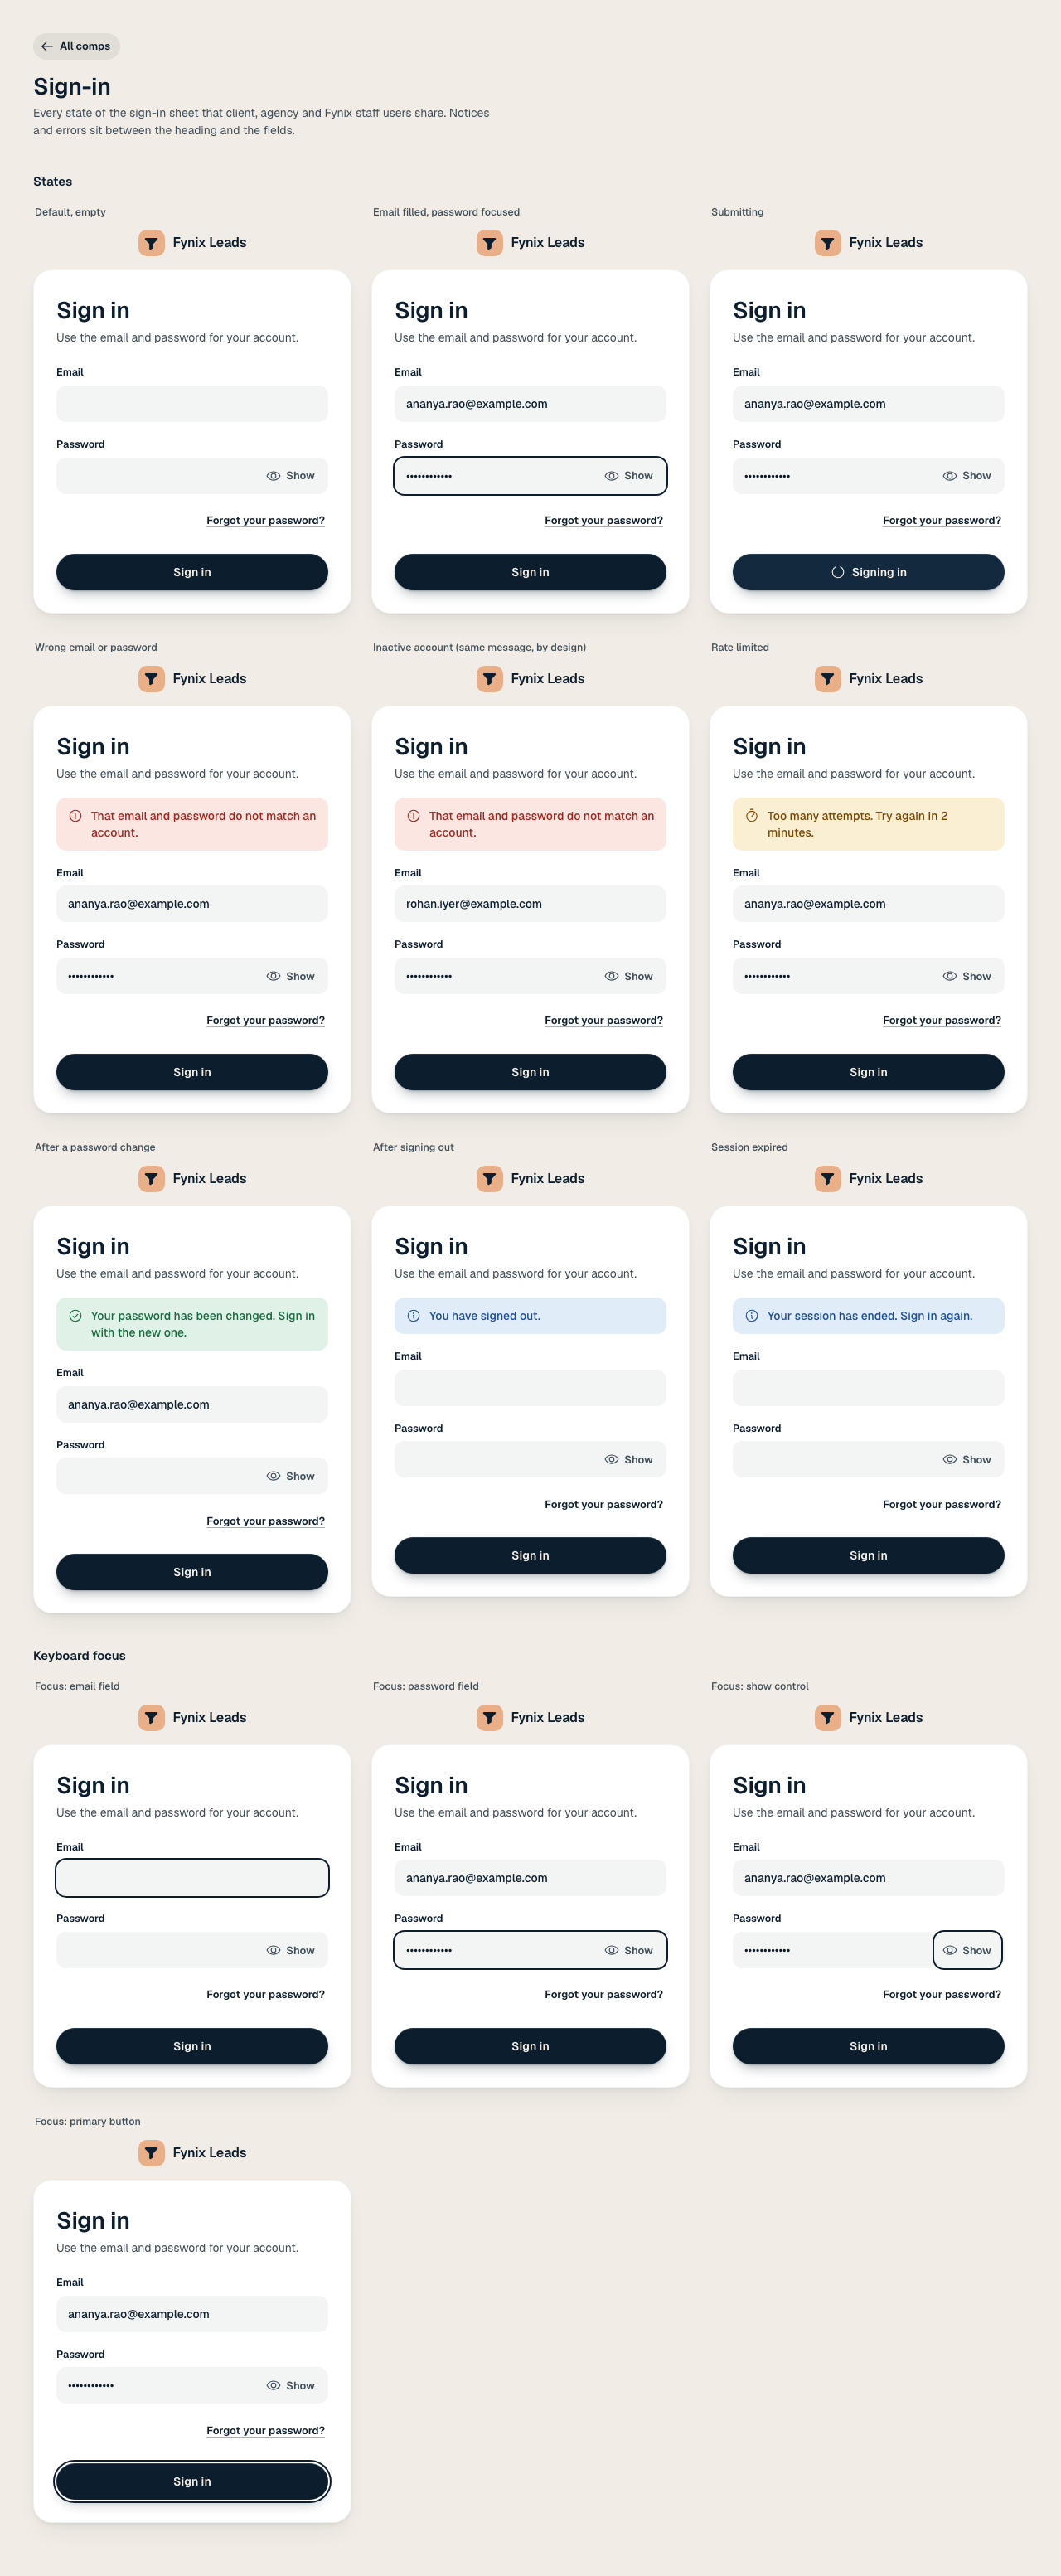 All comps
Sign-in
Every state of the sign-in sheet that client, agency and Fynix staff users share. Notices
and errors sit between the heading and the fields.
States
Default, empty
Fynix Leads
Sign in
Use the email and password for your account.
Email
Password
Show
Forgot your password?
Sign in
Email filled, password focused
Fynix Leads
Sign in
Use the email and password for your account.
Email
ananya.rao@example.com
Password
••••••••••••
Show
Forgot your password?
Sign in
Submitting
Fynix Leads
Sign in
Use the email and password for your account.
Email
ananya.rao@example.com
Password
••••••••••••
Show
Forgot your password?
Signing in
Wrong email or password
Fynix Leads
Sign in
Use the email and password for your account.
That email and password do not match an
account.
Email
ananya.rao@example.com
Password
••••••••••••
Show
Forgot your password?
Sign in
Inactive account (same message, by design)
Fynix Leads
Sign in
Use the email and password for your account.
That email and password do not match an
account.
Email
rohan.iyer@example.com
Password
••••••••••••
Show
Forgot your password?
Sign in
Rate limited
Fynix Leads
Sign in
Use the email and password for your account.
Too many attempts. Try again in 2
minutes.
Email
ananya.rao@example.com
Password
••••••••••••
Show
Forgot your password?
Sign in
After a password change
Fynix Leads
Sign in
Use the email and password for your account.
Your password has been changed. Sign in
with the new one.
Email
ananya.rao@example.com
Password
Show
Forgot your password?
Sign in
After signing out
Fynix Leads
Sign in
Use the email and password for your account.
You have signed out.
Email
Password
Show
Forgot your password?
Sign in
Session expired
Fynix Leads
Sign in
Use the email and password for your account.
Your session has ended. Sign in again.
Email
Password
Show
Forgot your password?
Sign in
Keyboard focus
Focus: email field
Fynix Leads
Sign in
Use the email and password for your account.
Email
Password
Show
Forgot your password?
Sign in
Focus: password field
Fynix Leads
Sign in
Use the email and password for your account.
Email
ananya.rao@example.com
Password
••••••••••••
Show
Forgot your password?
Sign in
Focus: show control
Fynix Leads
Sign in
Use the email and password for your account.
Email
ananya.rao@example.com
Password
••••••••••••
Show
Forgot your password?
Sign in
Focus: primary button
Fynix Leads
Sign in
Use the email and password for your account.
Email
ananya.rao@example.com
Password
••••••••••••
Show
Forgot your password?
Sign in